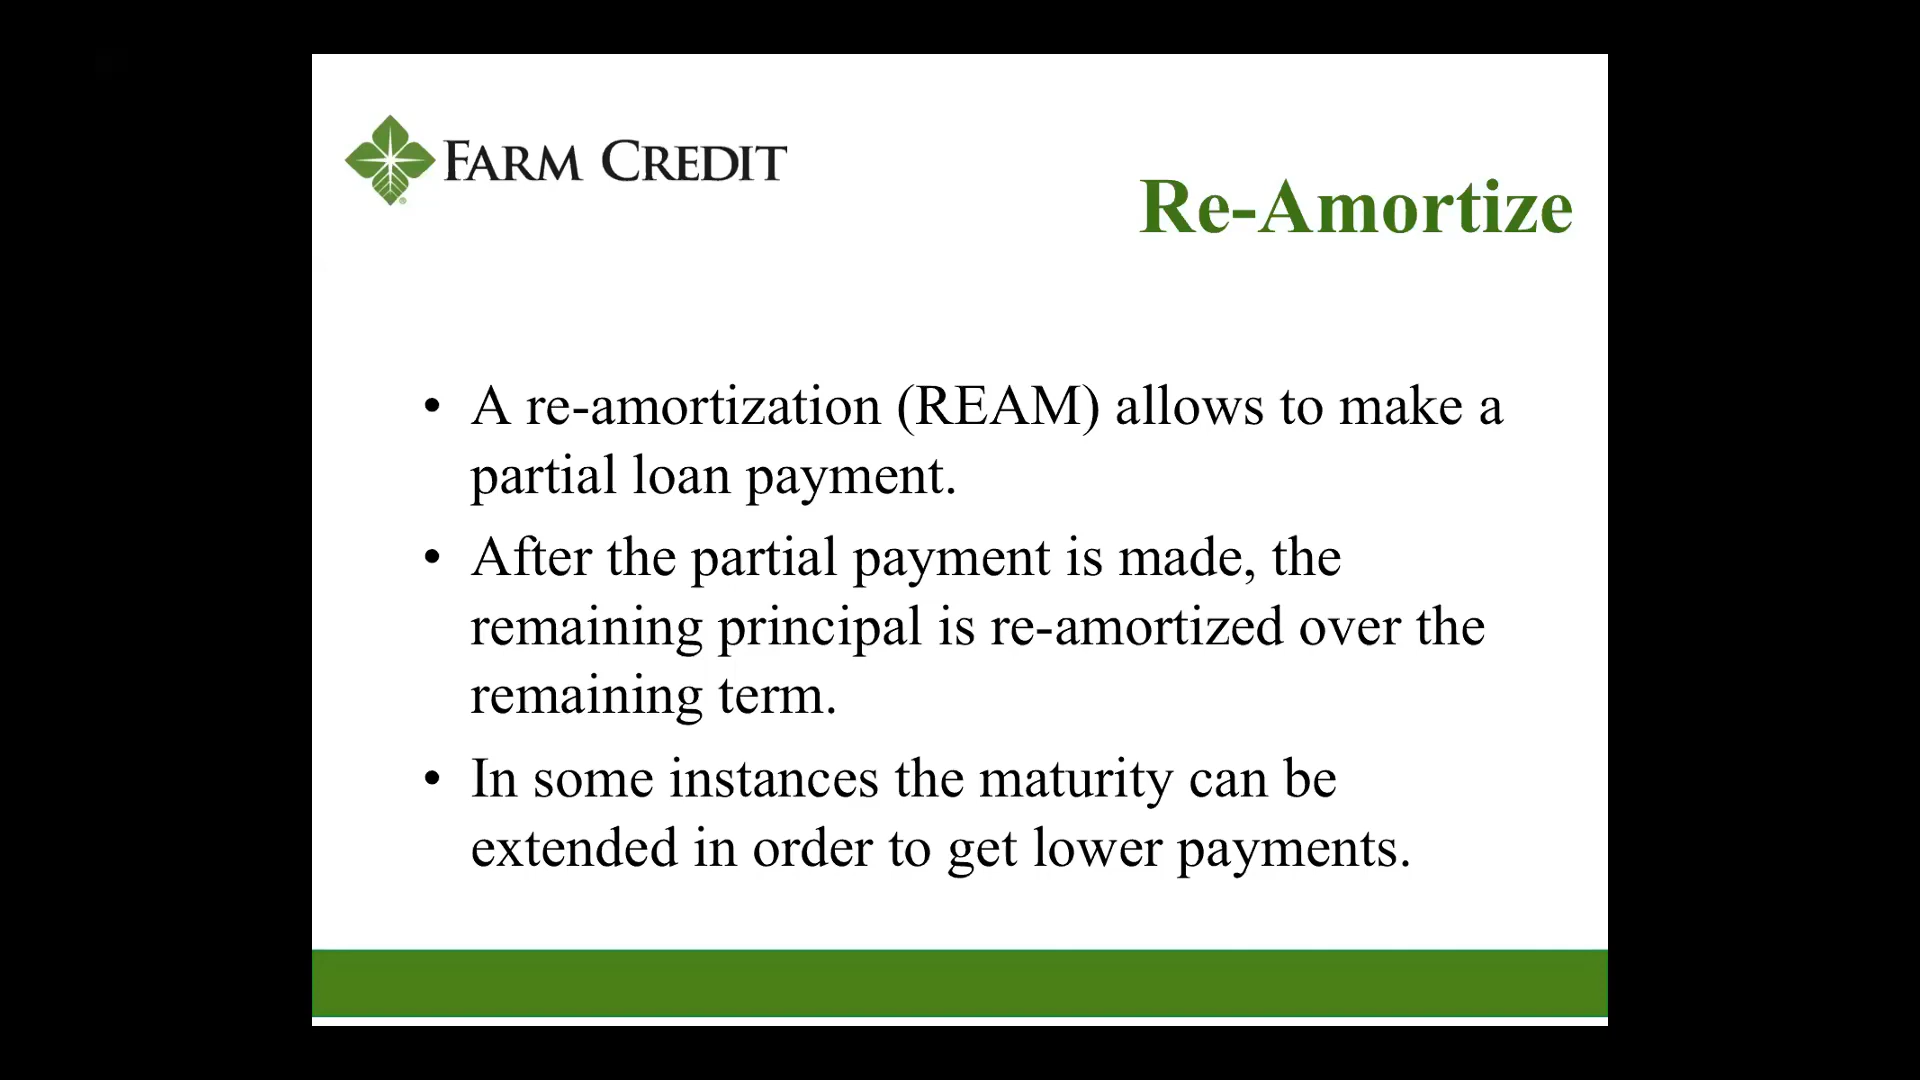 FARM CREDIT
Re-Amortize
• A re-amortization (REAM) allows to make a
partial loan payment.
• After the partial payment is made, the
remaining principal is re-amortized over the
remaining term.
• In some instances the maturity can be
extended in order to get lower payments.